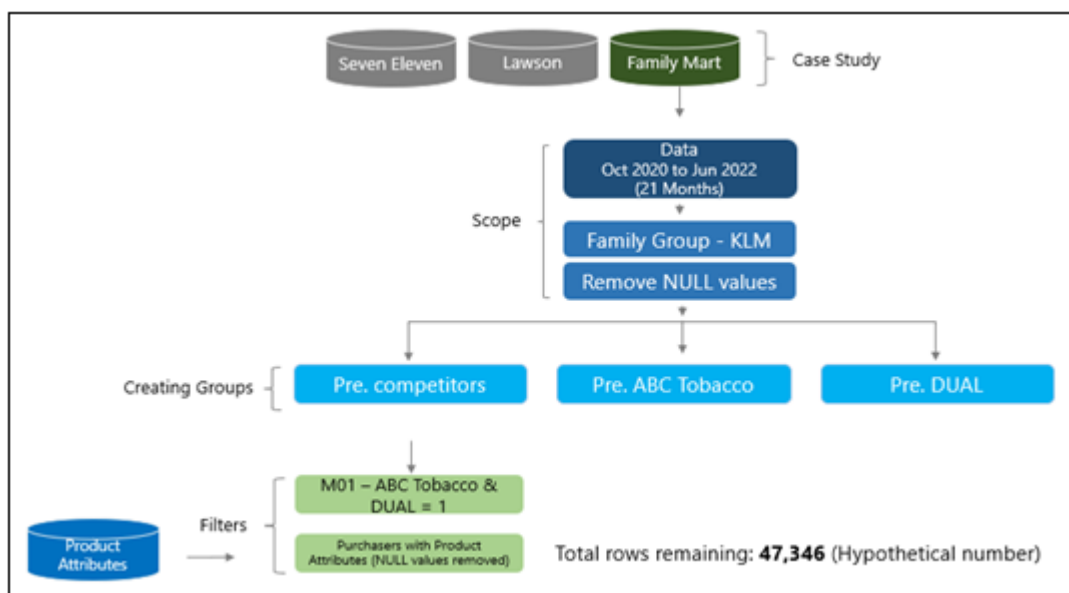 Seven Eleven
Lawson
Family Mart
Case Study
Data
Oct 2020 to Jun 2022
(21 Months)
Scope
Family Group - KLM
Remove NULL values
Creating Groups
Pre. competitors
Pre. ABC Tobacco
Pre. DUAL
M01 – ABC Tobacco &
DUAL = 1
Filters
Product
Attributes
Purchasers with Product
Attributes (NULL values removed)
Total rows remaining: 47,346 (Hypothetical number)